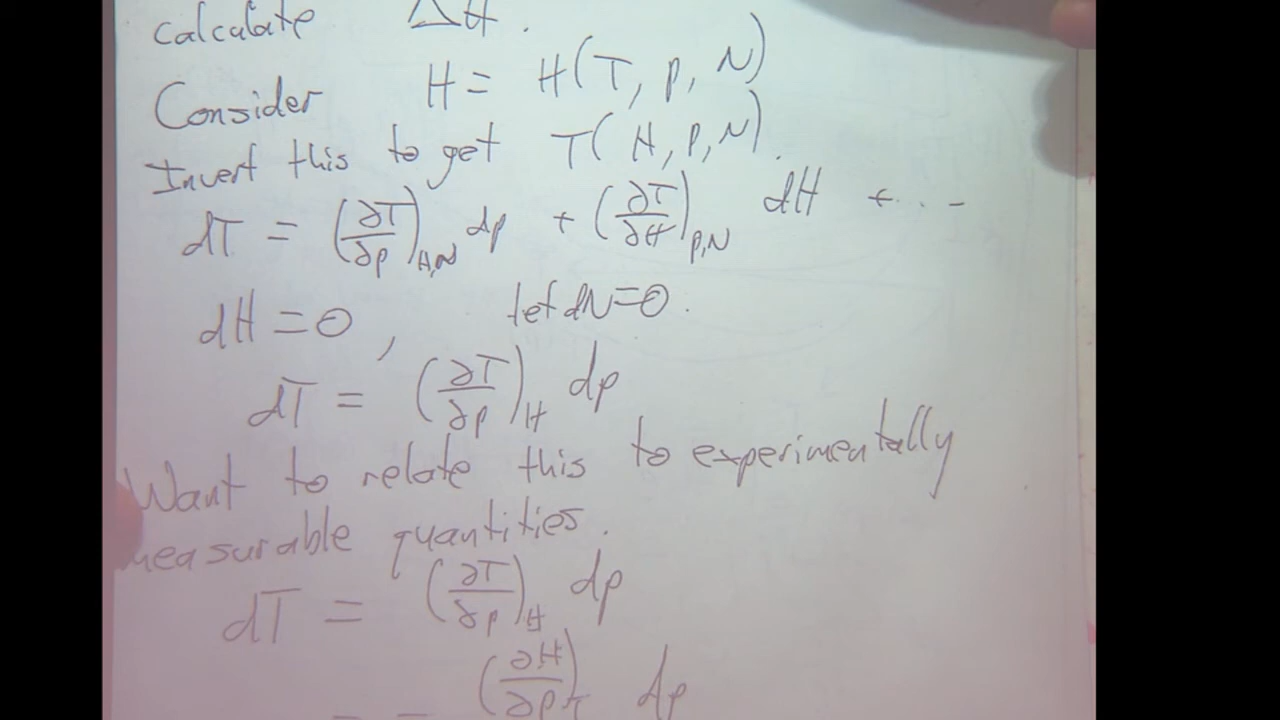 calculate ΔH.
Consider H = H(T, p, N)
Invert this to get T(H, p, N).
dT = (∂T/∂p)_{H,N} dp + (∂T/∂H)_{p,N} dH + ...
dH = 0, let dN = 0.
dT = (∂T/∂p)_H dp
Want to relate this to experimentally
measurable quantities.
dT = (∂T/∂p)_H dp
= - (∂H/∂p)_T dp